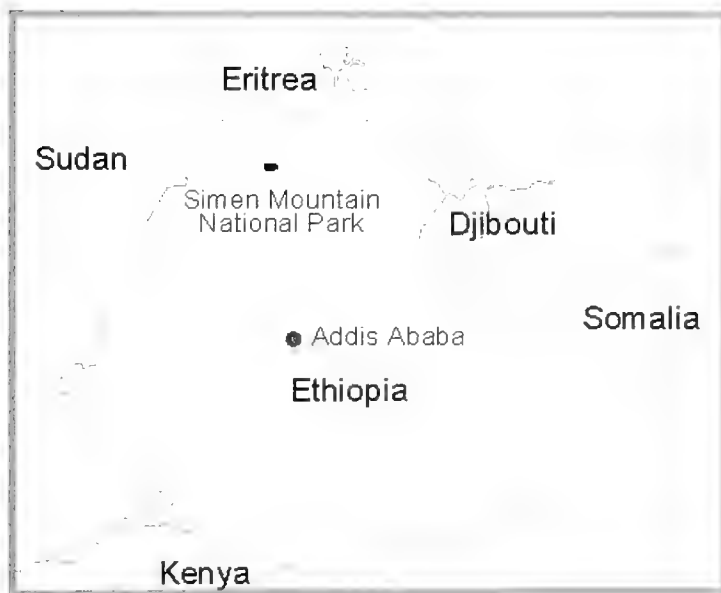 Eritrea
Sudan
Simen Mountain
National Park
Djibouti
Somalia
Addis Ababa
Ethiopia
Kenya